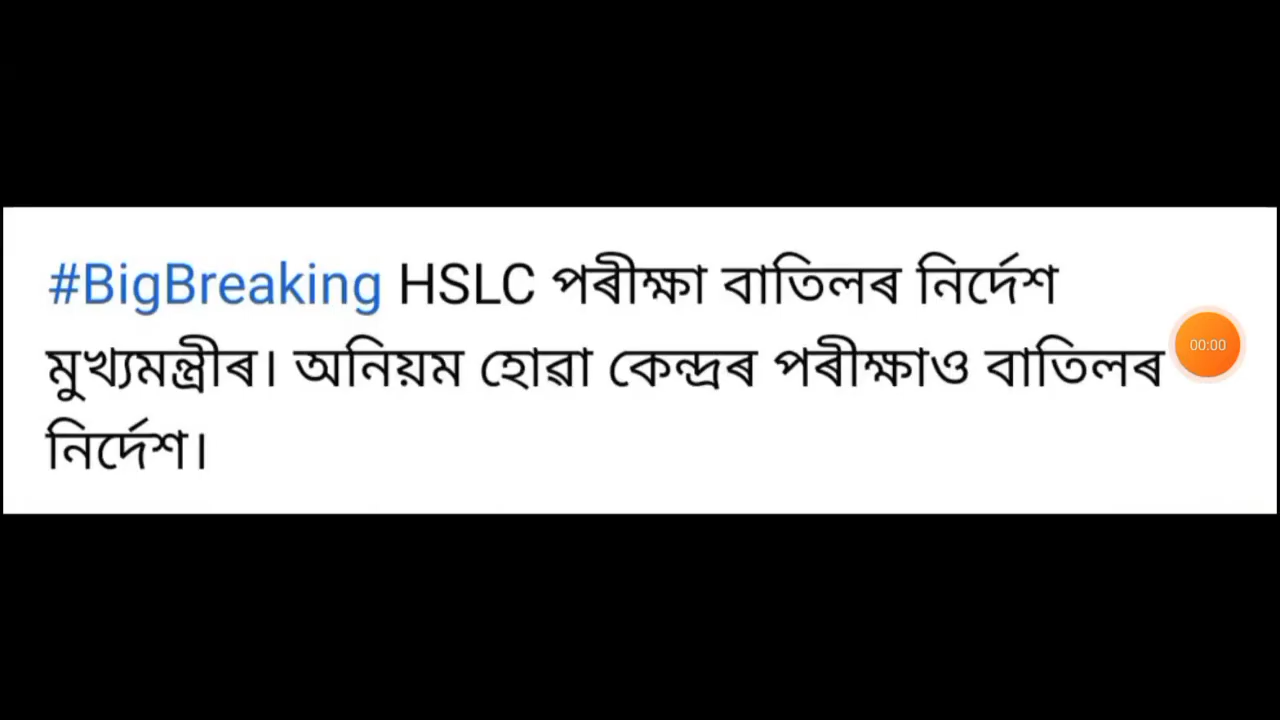 #BigBreaking HSLC পৰীক্ষা বাতিলৰ নিৰ্দেশ
মুখ্যমন্ত্ৰীৰ। অনিয়ম হোৱা কেন্দ্ৰৰ পৰীক্ষাও বাতিলৰ
নিৰ্দেশ।
00:00